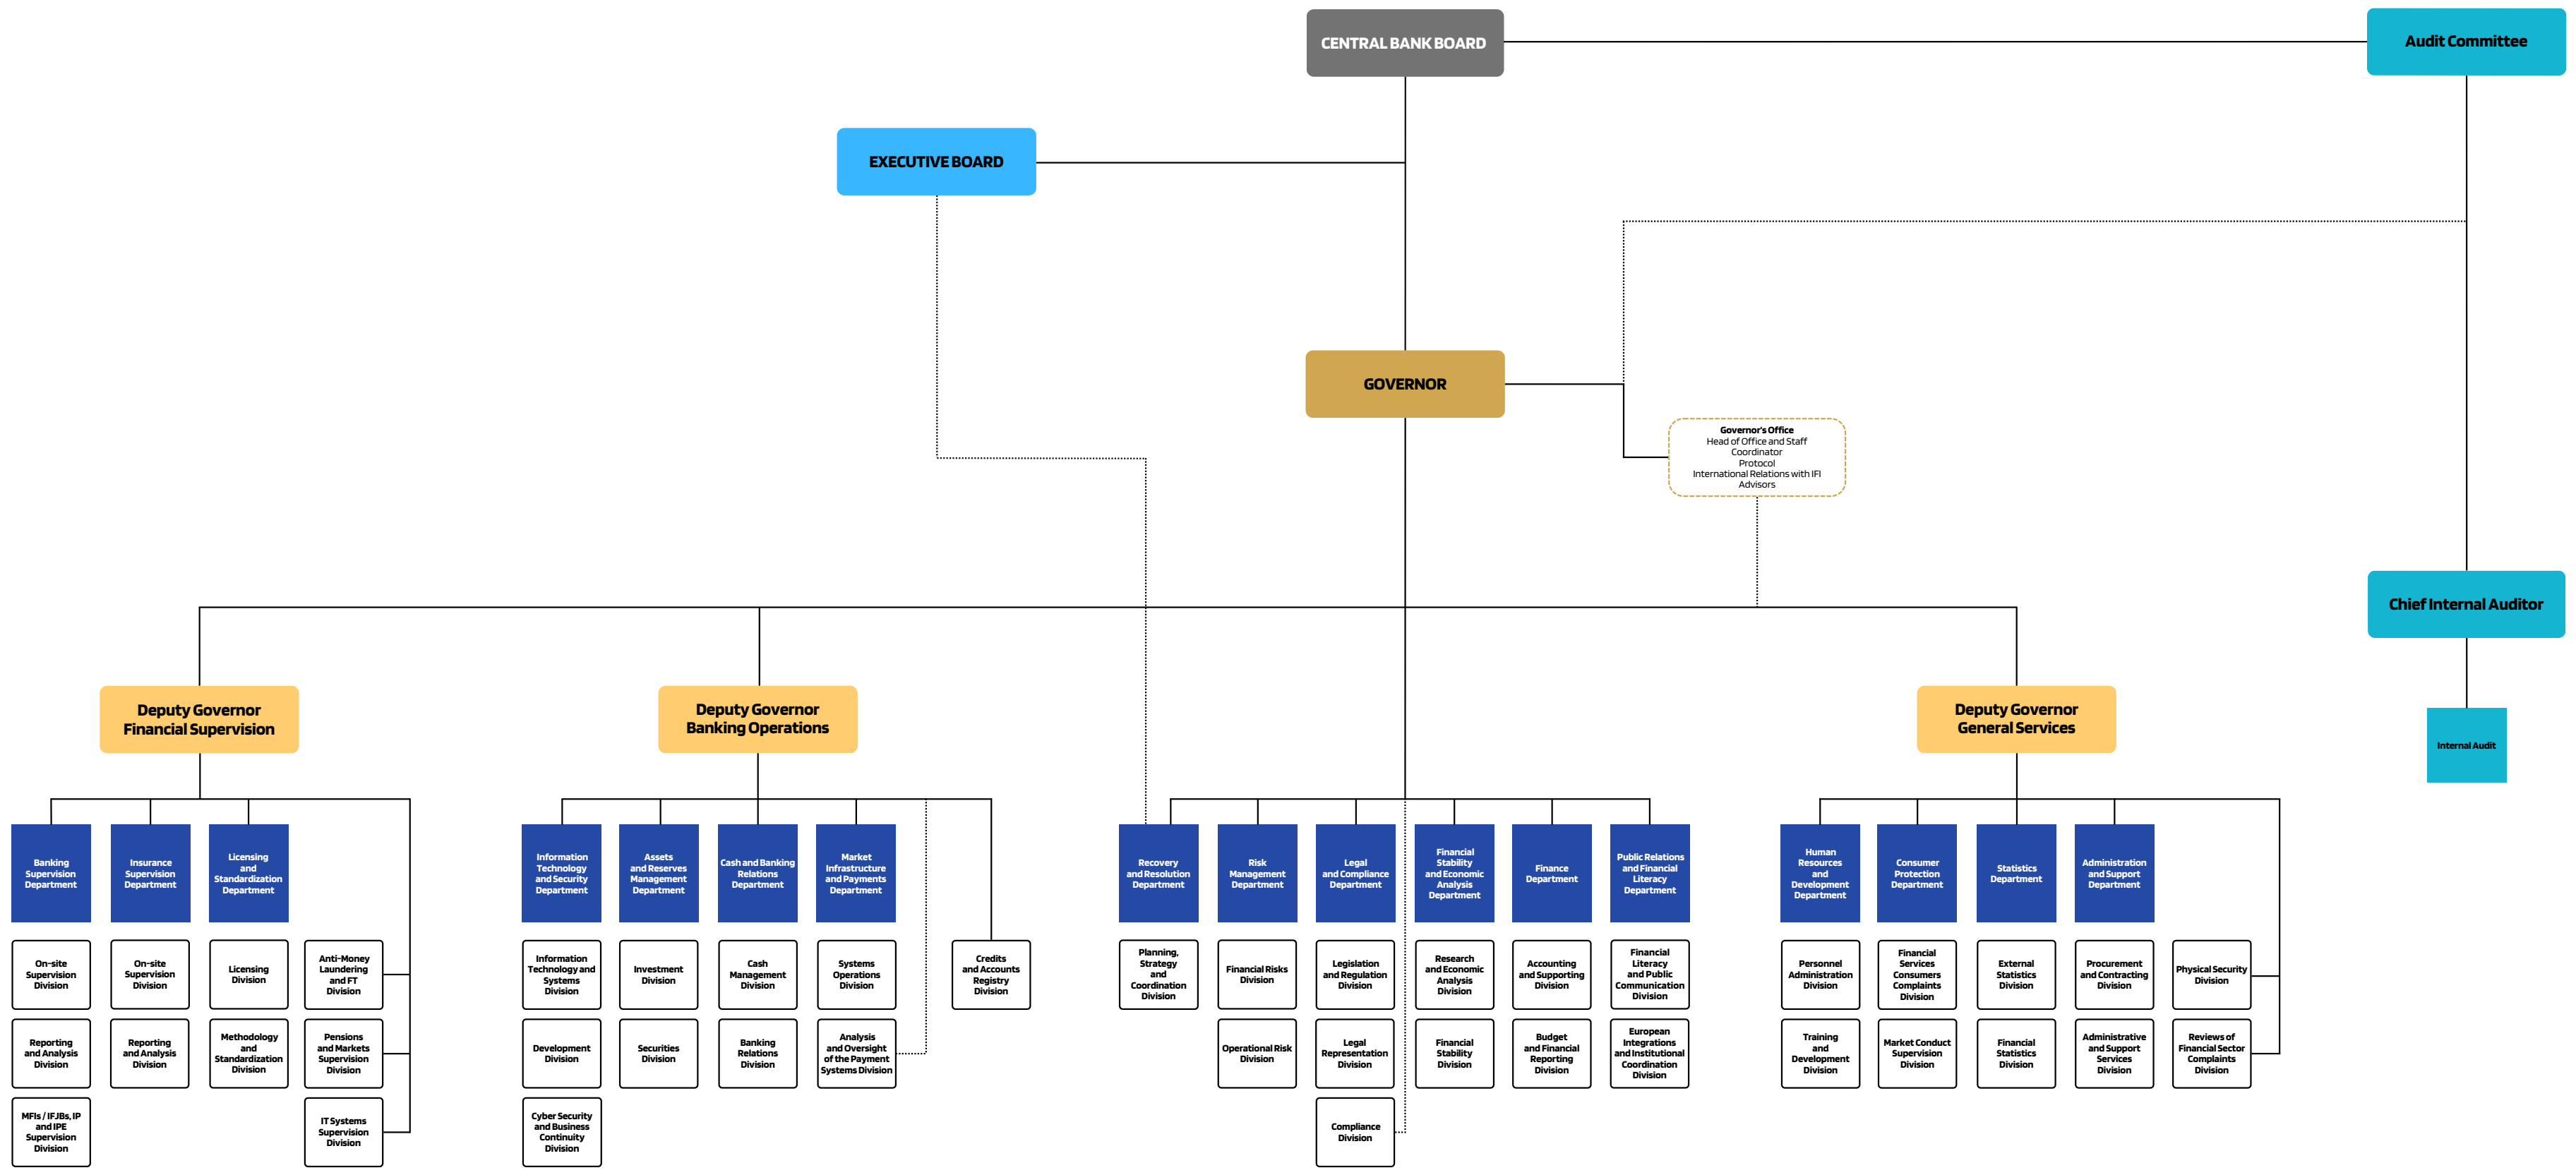 CENTRAL BANK BOARD
Audit Committee
EXECUTIVE BOARD
GOVERNOR
Governor's Office
Head of Office and Staff
Coordinator
Protocol
International Relations with IFI
Advisors
Chief Internal Auditor
Internal Audit
Deputy Governor
Financial Supervision
Deputy Governor
Banking Operations
Deputy Governor
General Services
Banking
Supervision
Department
Insurance
Supervision
Department
Licensing
and
Standardization
Department
Information
Technology
and Security
Department
Assets
and Reserves
Management
Department
Cash and Banking
Relations
Department
Market
Infrastructure
and Payments
Department
Recovery
and Resolution
Department
Risk
Management
Department
Legal
and Compliance
Department
Financial
Stability
and Economic
Analysis
Department
Finance
Department
Public Relations
and Financial
Literacy
Department
Human
Resources
and
Development
Department
Consumer
Protection
Department
Statistics
Department
Administration
and Support
Department
On-site
Supervision
Division
On-site
Supervision
Division
Licensing
Division
Anti-Money
Laundering
and FT
Division
Information
Technology and
Systems
Division
Investment
Division
Cash
Management
Division
Systems
Operations
Division
Credits
and Accounts
Registry
Division
Planning,
Strategy
and
Coordination
Division
Financial Risks
Division
Legislation
and Regulation
Division
Research
and Economic
Analysis
Division
Accounting
and Supporting
Division
Financial
Literacy
and Public
Communication
Division
Personnel
Administration
Division
Financial
Services
Consumers
Complaints
Division
External
Statistics
Division
Procurement
and Contracting
Division
Physical Security
Division
Reporting
and Analysis
Division
Reporting
and Analysis
Division
Methodology
and
Standardization
Division
Pensions
and Markets
Supervision
Division
Development
Division
Securities
Division
Banking
Relations
Division
Analysis
and Oversight
of the Payment
Systems Division
Operational Risk
Division
Legal
Representation
Division
Financial
Stability
Division
Budget
and Financial
Reporting
Division
European
Integrations
and Institutional
Coordination
Division
Training
and
Development
Division
Market Conduct
Supervision
Division
Financial
Statistics
Division
Administrative
and Support
Services
Division
Reviews of
Financial Sector
Complaints
Division
MFIs / IFJBs, IP
and IPE
Supervision
Division
IT Systems
Supervision
Division
Cyber Security
and Business
Continuity
Division
Compliance
Division